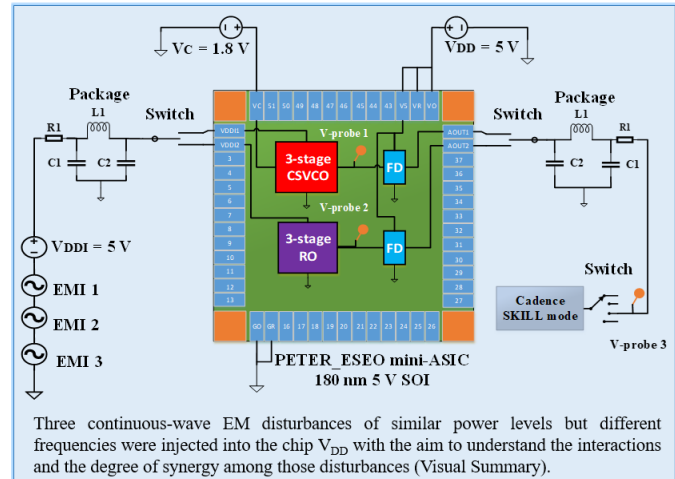 V_C = 1.8 V
V_DD = 5 V
Package
L1
R1
C1
C2
Switch
VC 51 50 49 48 47 46 45 44 43 VS VR VO
VDDI1
VDDI2
3
4
5
6
7
8
9
10
11
12
13
V-probe 1
3-stage
CSVCO
FD
V-probe 2
3-stage
RO
FD
AOUT1
AOUT2
37
36
35
34
33
32
31
30
29
28
27
GO GR 16 17 18 19 20 21 22 23 24 25 26
Switch
Package
L1
R1
C2
C1
V_DDI = 5 V
EMI 1
EMI 2
EMI 3
Switch
Cadence
SKILL mode
V-probe 3
PETER_ESEO mini-ASIC
180 nm 5 V SOI
Three continuous-wave EM disturbances of similar power levels but different
frequencies were injected into the chip V_DD with the aim to understand the interactions
and the degree of synergy among those disturbances (Visual Summary).